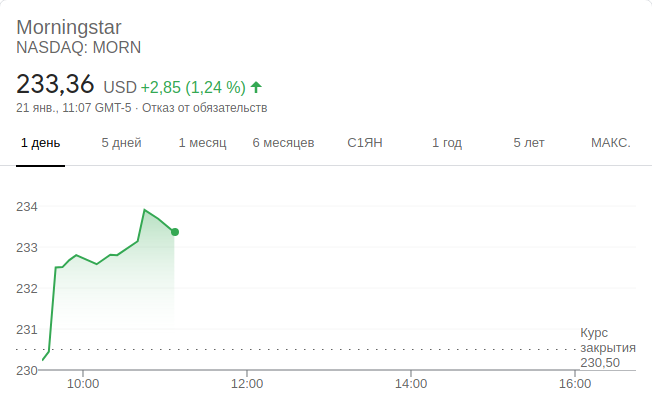 Morningstar
NASDAQ: MORN
233,36 USD +2,85 (1,24 %)
21 янв., 11:07 GMT-5 · Отказ от обязательств
1 день 5 дней 1 месяц 6 месяцев С1ЯН 1 год 5 лет МАКС.
234
233
232
231
Курс
закрытия
230,50
230
10:00 12:00 14:00 16:00